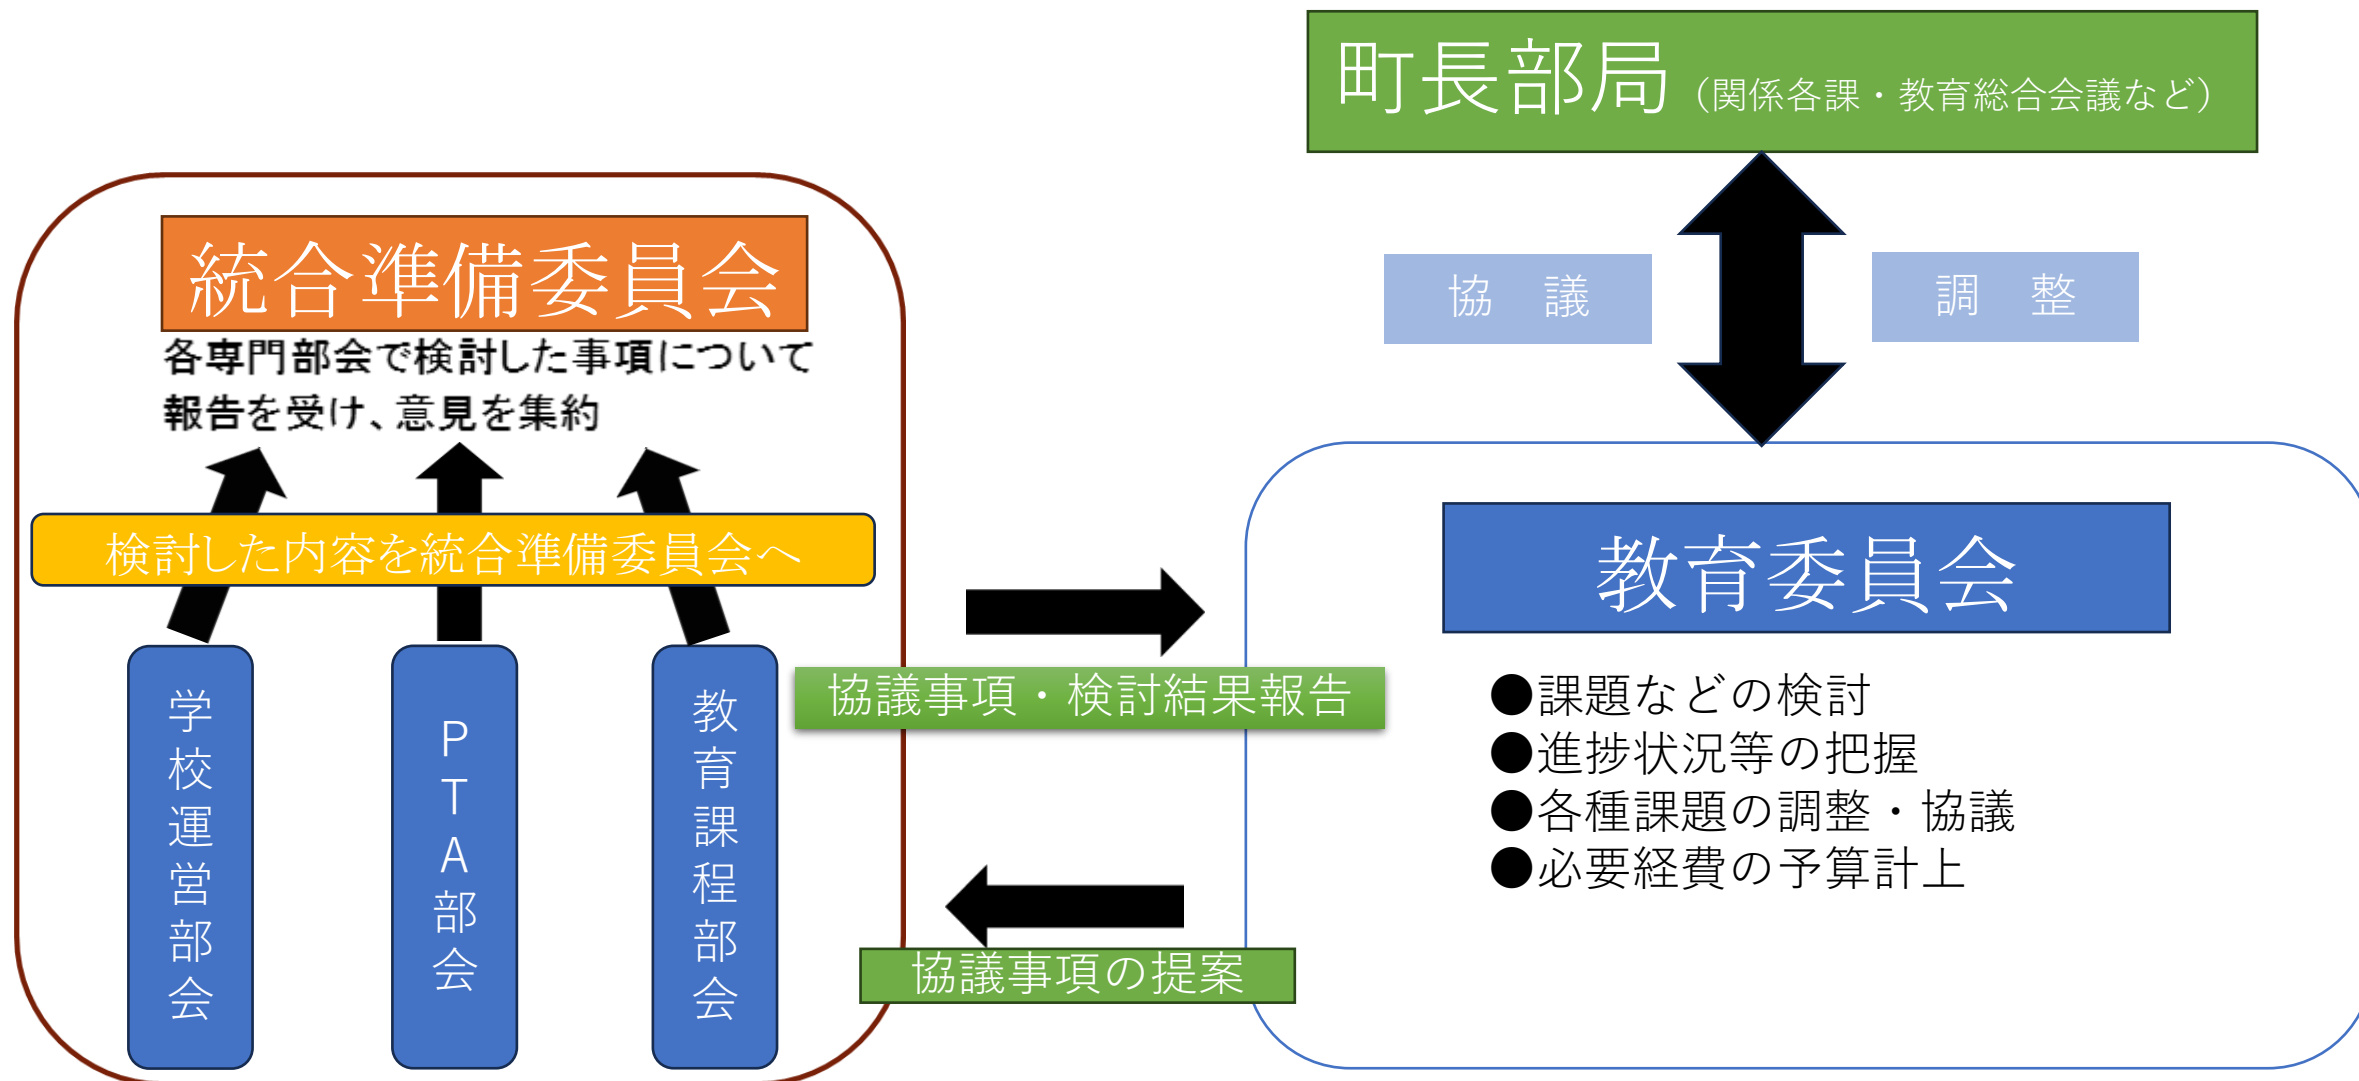 町長部局（関係各課・教育総合会議など）
協　議
調　整
統合準備委員会
各専門部会で検討した事項について
報告を受け、意見を集約
検討した内容を統合準備委員会へ
学校運営部会
ＰＴＡ部会
教育課程部会
協議事項・検討結果報告
協議事項の提案
教育委員会
●課題などの検討
●進捗状況等の把握
●各種課題の調整・協議
●必要経費の予算計上